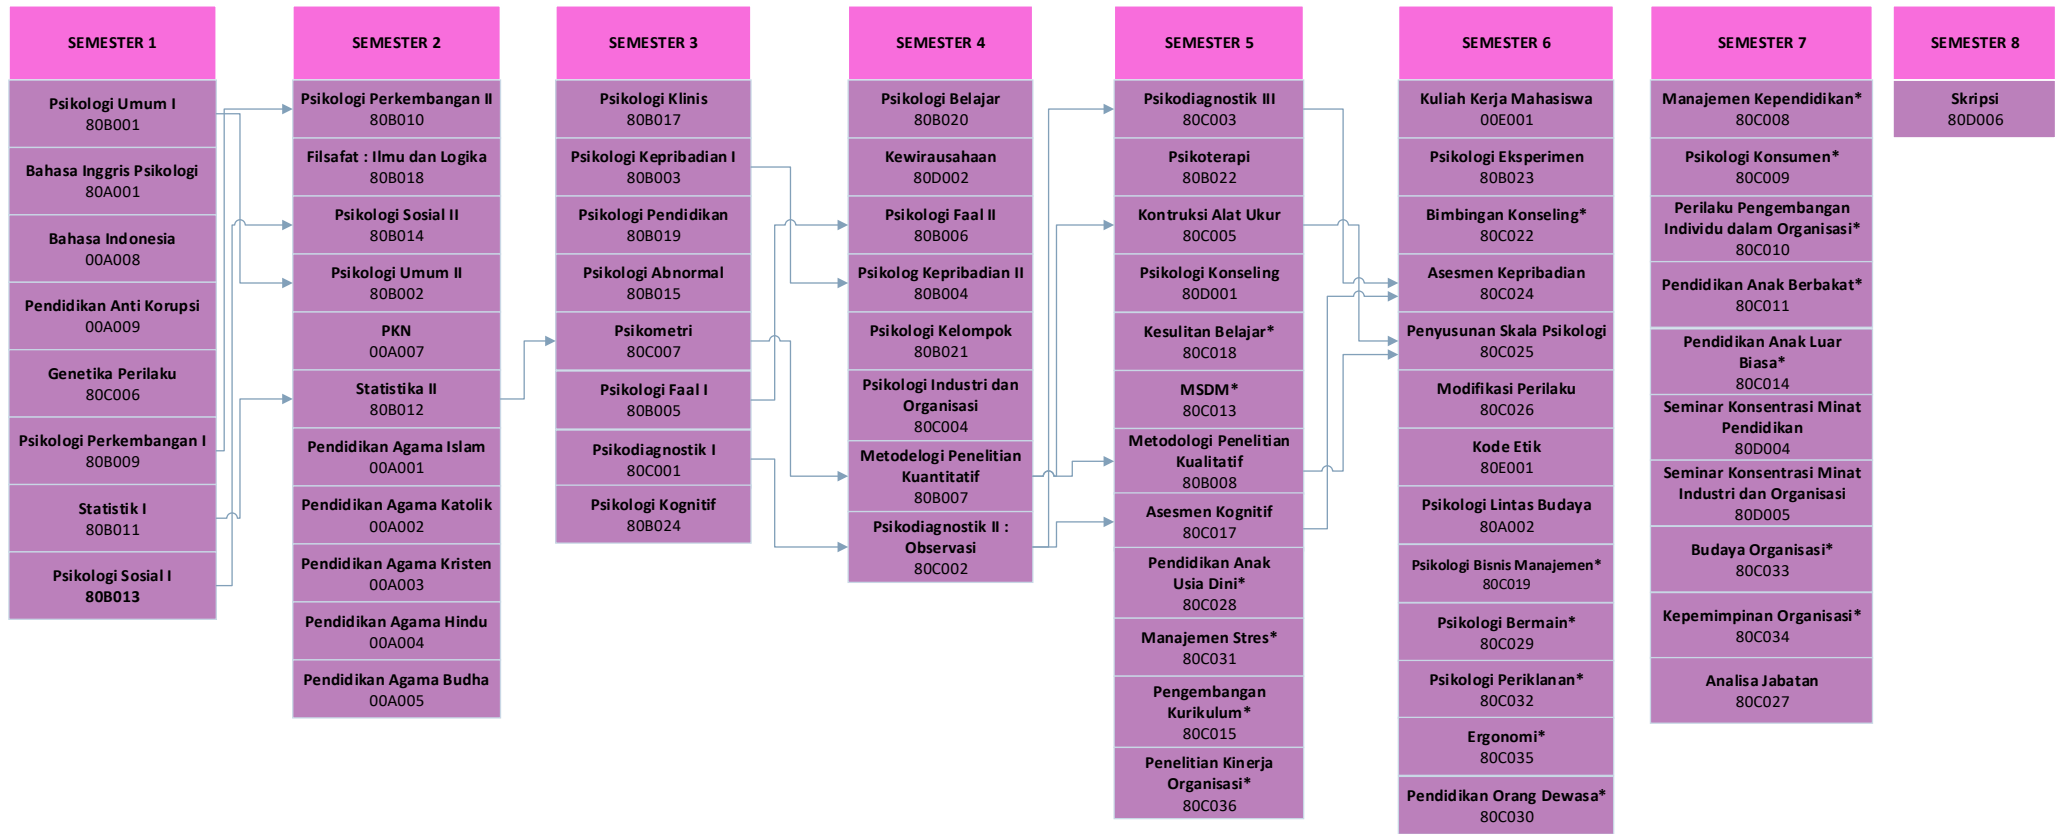 SEMESTER 1
Psikologi Umum I
80B001
Bahasa Inggris Psikologi
80A001
Bahasa Indonesia
00A008
Pendidikan Anti Korupsi
00A009
Genetika Perilaku
80C006
Psikologi Perkembangan I
80B009
Statistik I
80B011
Psikologi Sosial I
80B013
SEMESTER 2
Psikologi Perkembangan II
80B010
Filsafat : Ilmu dan Logika
80B018
Psikologi Sosial II
80B014
Psikologi Umum II
80B002
PKN
00A007
Statistika II
80B012
Pendidikan Agama Islam
00A001
Pendidikan Agama Katolik
00A002
Pendidikan Agama Kristen
00A003
Pendidikan Agama Hindu
00A004
Pendidikan Agama Budha
00A005
SEMESTER 3
Psikologi Klinis
80B017
Psikologi Kepribadian I
80B003
Psikologi Pendidikan
80B019
Psikologi Abnormal
80B015
Psikometri
80C007
Psikologi Faal I
80B005
Psikodiagnostik I
80C001
Psikologi Kognitif
80B024
SEMESTER 4
Psikologi Belajar
80B020
Kewirausahaan
80D002
Psikologi Faal II
80B006
Psikolog Kepribadian II
80B004
Psikologi Kelompok
80B021
Psikologi Industri dan
Organisasi
80C004
Metodelogi Penelitian
Kuantitatif
80B007
Psikodiagnostik II :
Observasi
80C002
SEMESTER 5
Psikodiagnostik III
80C003
Psikoterapi
80B022
Kontruksi Alat Ukur
80C005
Psikologi Konseling
80D001
Kesulitan Belajar*
80C018
MSDM*
80C013
Metodologi Penelitian
Kualitatif
80B008
Asesmen Kognitif
80C017
Pendidikan Anak
Usia Dini*
80C028
Manajemen Stres*
80C031
Pengembangan
Kurikulum*
80C015
Penelitian Kinerja
Organisasi*
80C036
SEMESTER 6
Kuliah Kerja Mahasiswa
00E001
Psikologi Eksperimen
80B023
Bimbingan Konseling*
80C022
Asesmen Kepribadian
80C024
Penyusunan Skala Psikologi
80C025
Modifikasi Perilaku
80C026
Kode Etik
80E001
Psikologi Lintas Budaya
80A002
Psikologi Bisnis Manajemen*
80C019
Psikologi Bermain*
80C029
Psikologi Periklanan*
80C032
Ergonomi*
80C035
Pendidikan Orang Dewasa*
80C030
SEMESTER 7
Manajemen Kependidikan*
80C008
Psikologi Konsumen*
80C009
Perilaku Pengembangan
Individu dalam Organisasi*
80C010
Pendidikan Anak Berbakat*
80C011
Pendidikan Anak Luar
Biasa*
80C014
Seminar Konsentrasi Minat
Pendidikan
80D004
Seminar Konsentrasi Minat
Industri dan Organisasi
80D005
Budaya Organisasi*
80C033
Kepemimpinan Organisasi*
80C034
Analisa Jabatan
80C027
SEMESTER 8
Skripsi
80D006